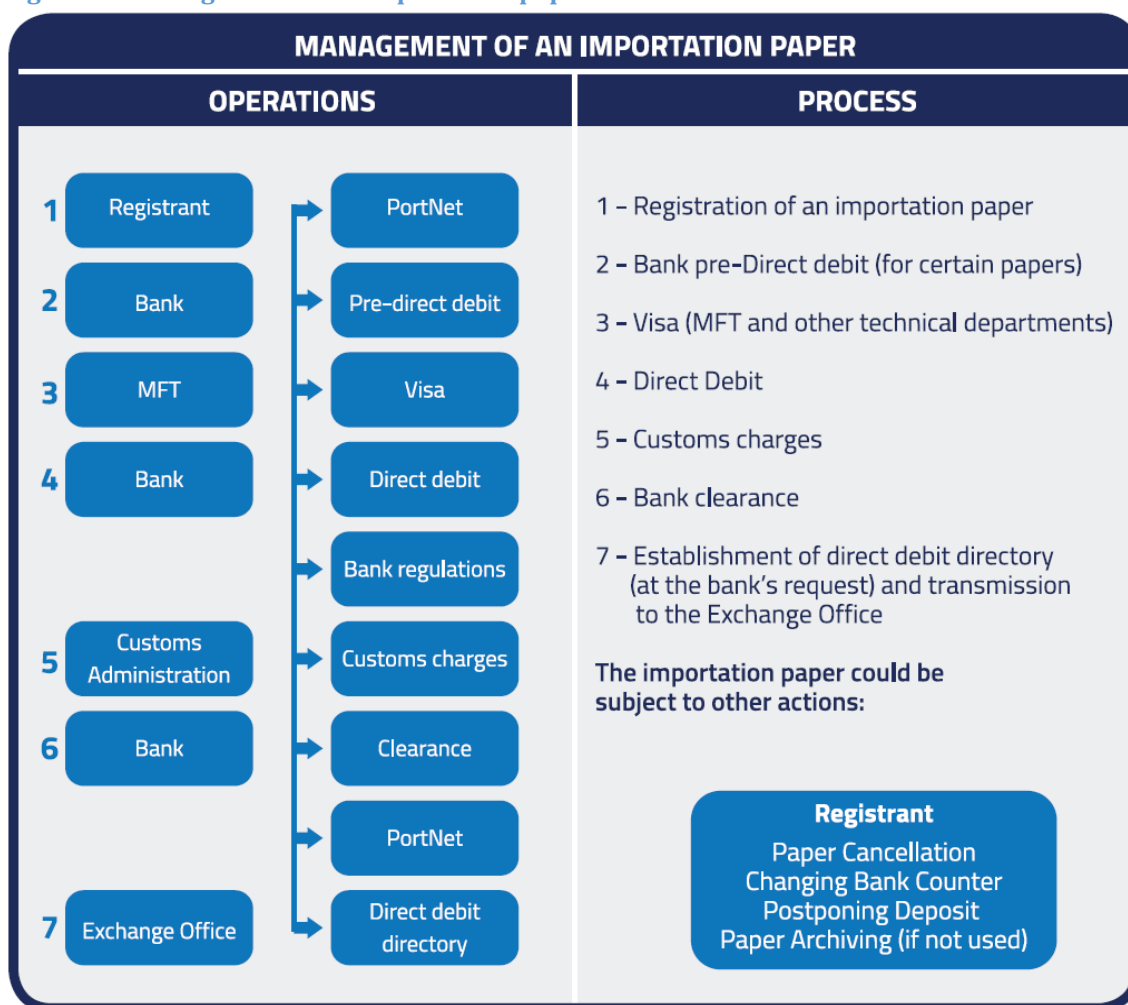 MANAGEMENT OF AN IMPORTATION PAPER
OPERATIONS
PROCESS
1 Registrant PortNet
2 Bank Pre-direct debit
3 MFT Visa
4 Bank Direct debit
Bank regulations
5 Customs
Administration
Customs charges
6 Bank Clearance
PortNet
7 Exchange Office
Direct debit
directory
1 – Registration of an importation paper
2 – Bank pre-Direct debit (for certain papers)
3 – Visa (MFT and other technical departments)
4 – Direct Debit
5 – Customs charges
6 – Bank clearance
7 – Establishment of direct debit directory
(at the bank's request) and transmission
to the Exchange Office
The importation paper could be
subject to other actions:
Registrant
Paper Cancellation
Changing Bank Counter
Postponing Deposit
Paper Archiving (if not used)